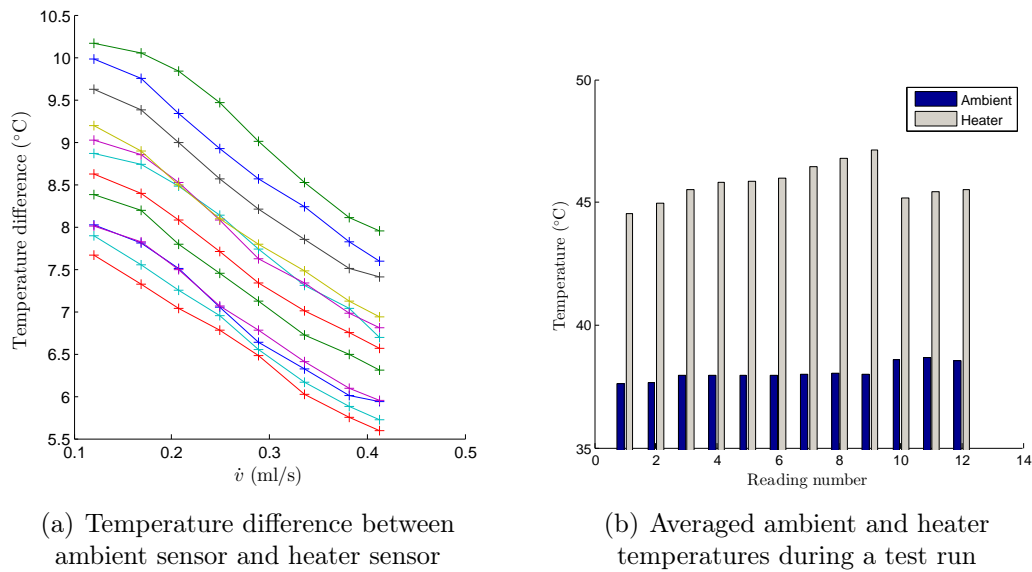 10.5
10
9.5
9
8.5
8
7.5
7
6.5
6
5.5
0.1 0.2 0.3 0.4 0.5
Temperature difference (°C)
v̇ (ml/s)
(a) Temperature difference between
ambient sensor and heater sensor
50
45
40
35
0 2 4 6 8 10 12 14
Temperature (°C)
Reading number
Ambient
Heater
(b) Averaged ambient and heater
temperatures during a test run